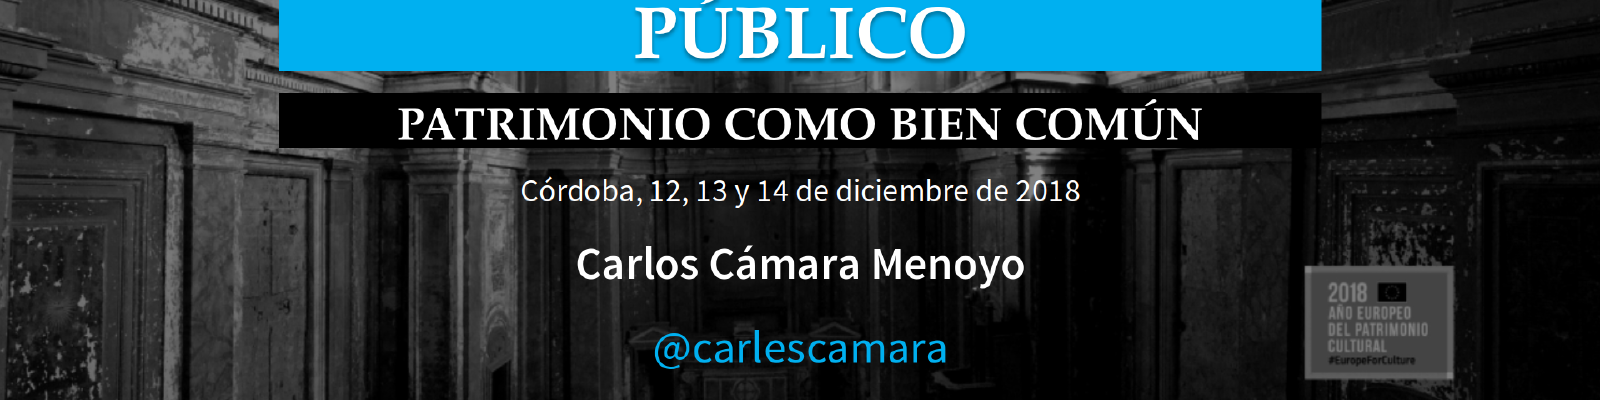 PÚBLICO
PATRIMONIO COMO BIEN COMÚN
Córdoba, 12, 13 y 14 de diciembre de 2018
Carlos Cámara Menoyo
@carlescamara
2018
AÑO EUROPEO
DEL PATRIMONIO
CULTURAL
#EuropeForCulture